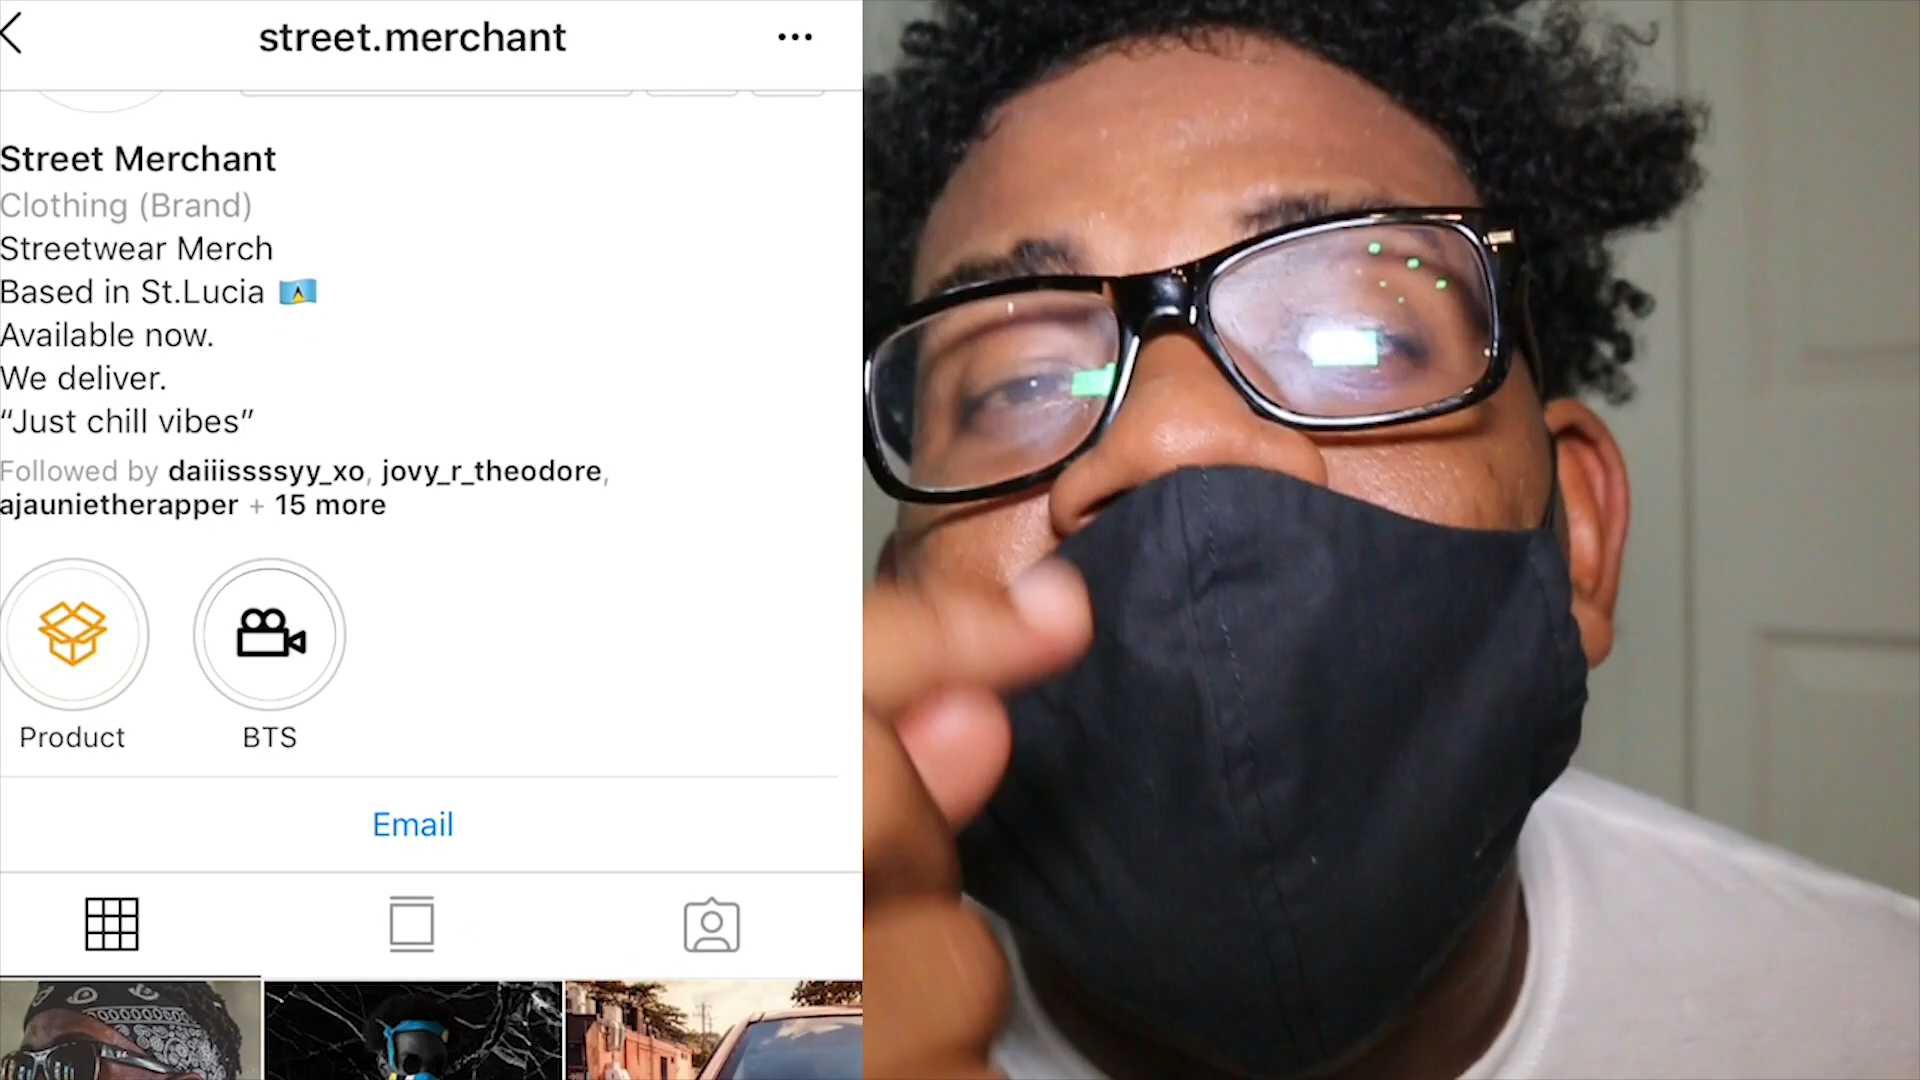 street.merchant
Street Merchant
Clothing (Brand)
Streetwear Merch
Based in St.Lucia 🇱🇨
Available now.
We deliver.
“Just chill vibes”
Followed by daiiissssyy_xo, jovy_r_theodore,
ajaunietherapper + 15 more
Product BTS
Email